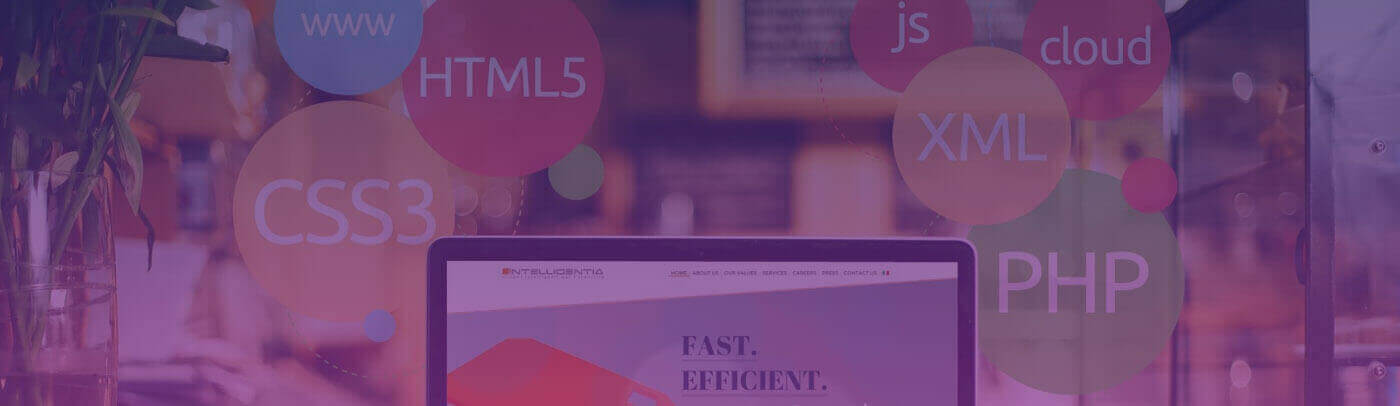 www
HTML5
CSS3
js
cloud
XML
PHP
INTELLIGENTIA
HOME ABOUT US OUR VALUES SERVICES CAREERS PRESS CONTACT US
FAST.
EFFICIENT.